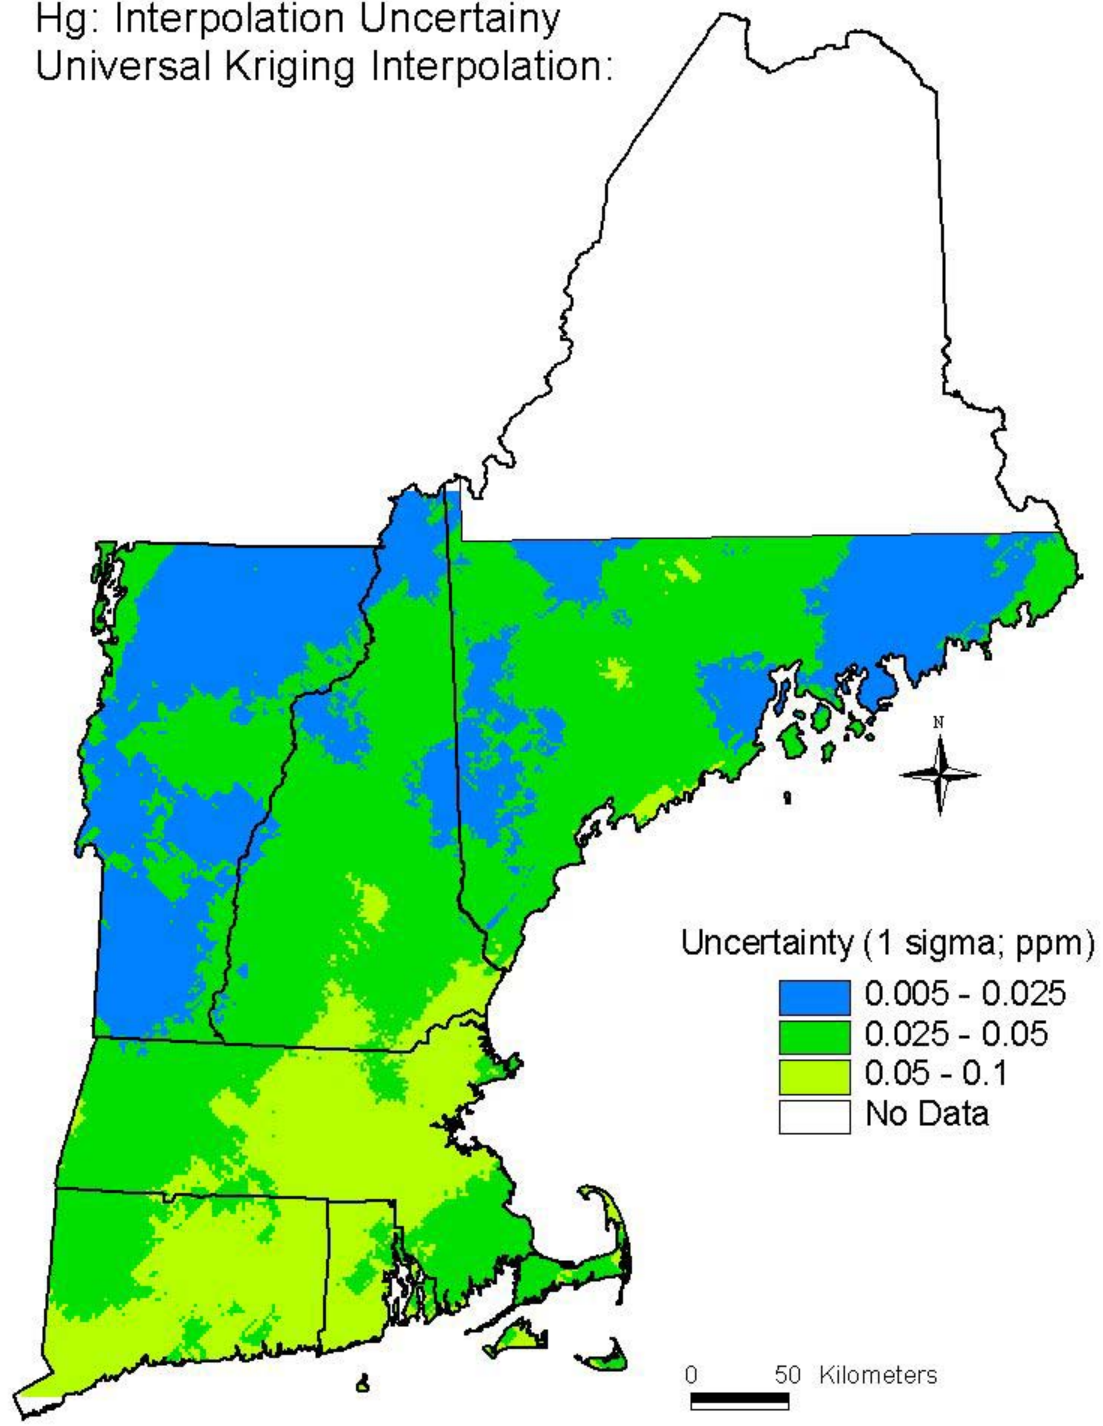 Hg: Interpolation Uncertainy
Universal Kriging Interpolation:
N
Uncertainty (1 sigma; ppm)
0.005 - 0.025
0.025 - 0.05
0.05 - 0.1
No Data
0 50 Kilometers